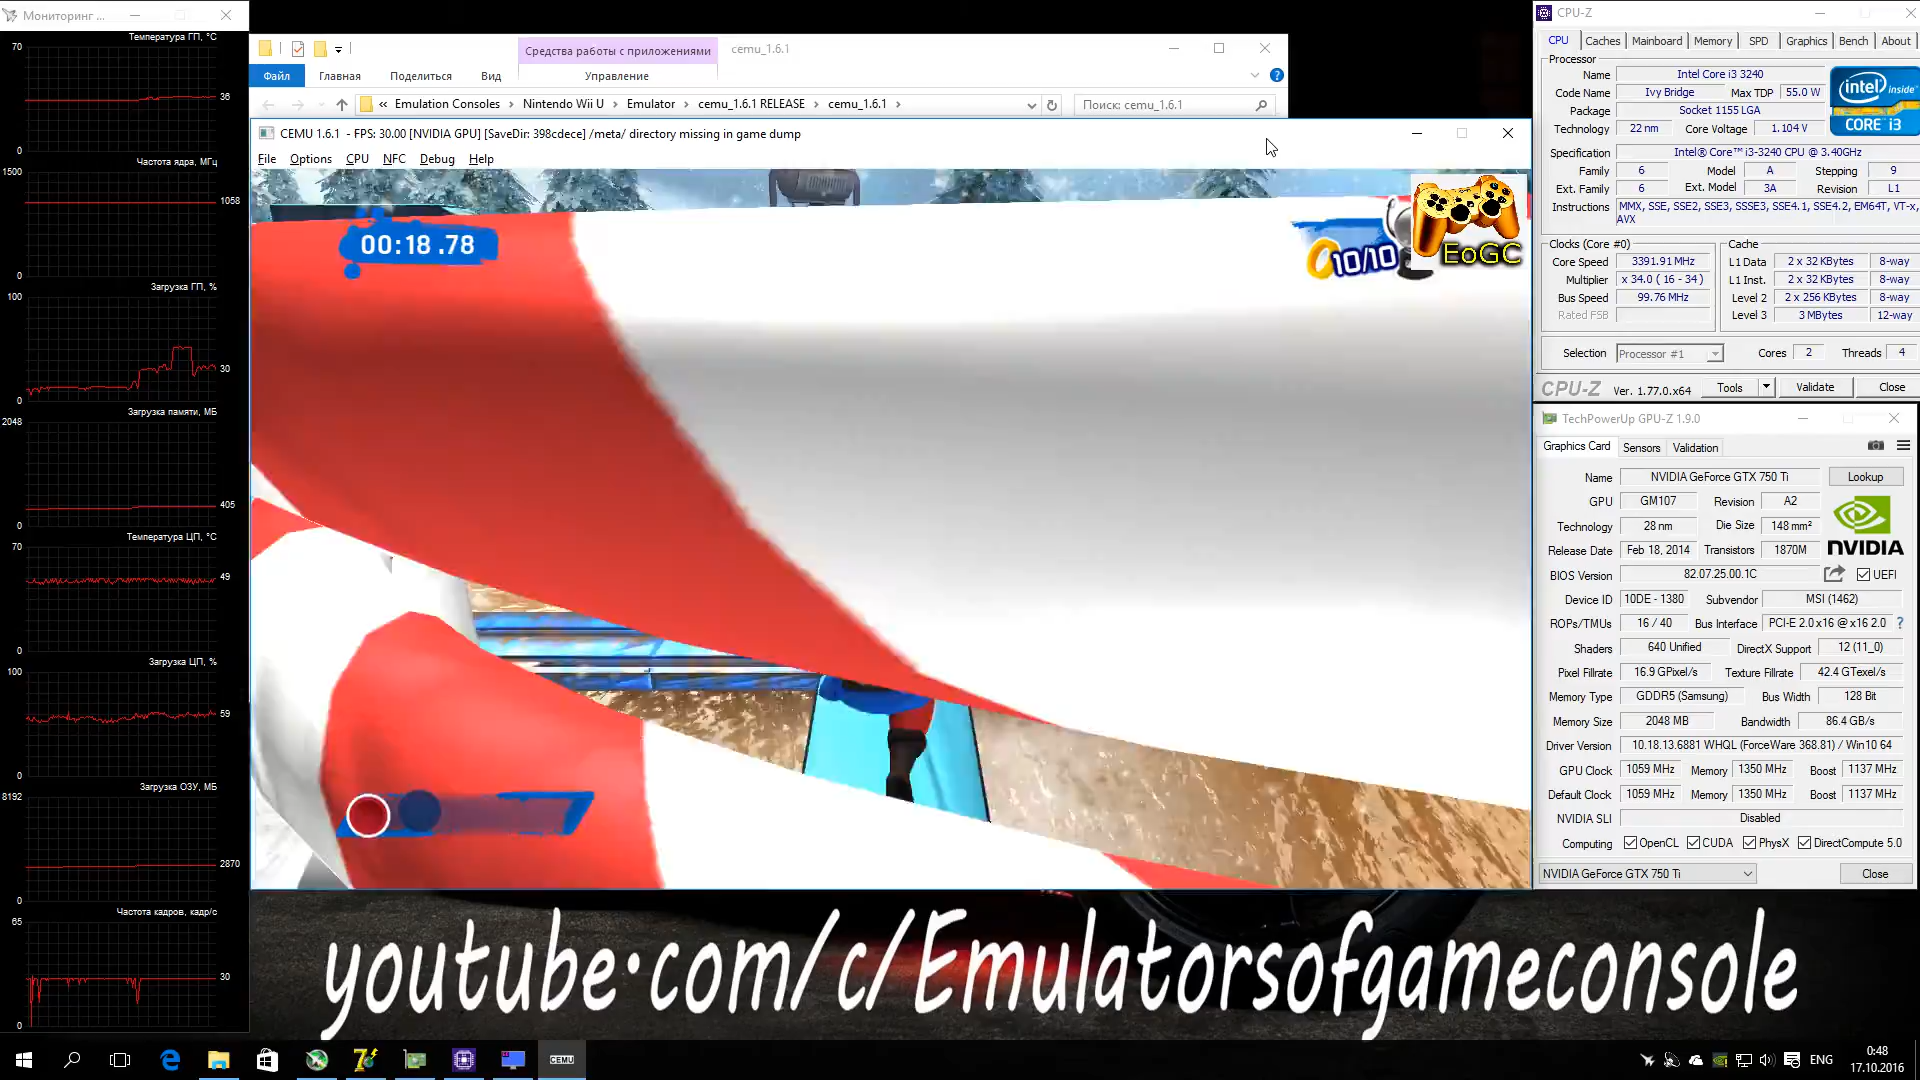 Мониторинг ...
Температура ГП, °C
70
36
0
Частота ядра, МГц
1500
1058
0
Загрузка ГП, %
100
30
0
Загрузка памяти, МБ
2048
405
0
Температура ЦП, °C
70
49
0
Загрузка ЦП, %
100
59
0
Загрузка ОЗУ, МБ
8192
2870
0
Частота кадров, кадр/с
65
30
0
Средства работы с приложениями
cemu_1.6.1
Файл
Главная
Поделиться
Вид
Управление
« Emulation Consoles > Nintendo Wii U > Emulator > cemu_1.6.1 RELEASE > cemu_1.6.1 >
Поиск: cemu_1.6.1
CEMU 1.6.1 - FPS: 30.00 [NVIDIA GPU] [SaveDir: 398cdece] /meta/ directory missing in game dump
File Options CPU NFC Debug Help
00:18.78
10/10
EoGC
CPU-Z
CPU Caches Mainboard Memory SPD Graphics Bench About
Processor
Name Intel Core i3 3240
Code Name Ivy Bridge Max TDP 55.0 W
Package Socket 1155 LGA
Technology 22 nm Core Voltage 1.104 V
intel inside™
CORE i3
Specification Intel® Core™ i3-3240 CPU @ 3.40GHz
Family 6 Model A Stepping 9
Ext. Family 6 Ext. Model 3A Revision L1
Instructions MMX, SSE, SSE2, SSE3, SSSE3, SSE4.1, SSE4.2, EM64T, VT-x,
AVX
Clocks (Core #0)
Core Speed 3391.91 MHz
Multiplier x 34.0 ( 16 - 34 )
Bus Speed 99.76 MHz
Rated FSB
Cache
L1 Data 2 x 32 KBytes 8-way
L1 Inst. 2 x 32 KBytes 8-way
Level 2 2 x 256 KBytes 8-way
Level 3 3 MBytes 12-way
Selection Processor #1 Cores 2 Threads 4
CPU-Z Ver. 1.77.0.x64 Tools Validate Close
TechPowerUp GPU-Z 1.9.0
Graphics Card Sensors Validation
Name NVIDIA GeForce GTX 750 Ti Lookup
GPU GM107 Revision A2
Technology 28 nm Die Size 148 mm²
Release Date Feb 18, 2014 Transistors 1870M
NVIDIA
BIOS Version 82.07.25.00.1C UEFI
Device ID 10DE - 1380 Subvendor MSI (1462)
ROPs/TMUs 16 / 40 Bus Interface PCI-E 2.0 x16 @ x16 2.0 ?
Shaders 640 Unified DirectX Support 12 (11_0)
Pixel Fillrate 16.9 GPixel/s Texture Fillrate 42.4 GTexel/s
Memory Type GDDR5 (Samsung) Bus Width 128 Bit
Memory Size 2048 MB Bandwidth 86.4 GB/s
Driver Version 10.18.13.6881 WHQL (ForceWare 368.81) / Win10 64
GPU Clock 1059 MHz Memory 1350 MHz Boost 1137 MHz
Default Clock 1059 MHz Memory 1350 MHz Boost 1137 MHz
NVIDIA SLI Disabled
Computing OpenCL CUDA PhysX DirectCompute 5.0
NVIDIA GeForce GTX 750 Ti Close
youtube.com/c/Emulatorsofgameconsole
CEMU
ENG
0:48
17.10.2016